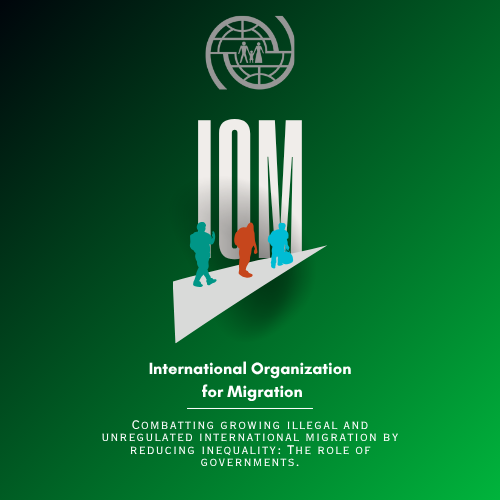 IOM
International Organization
for Migration
Combatting growing illegal and
unregulated international migration by
reducing inequality: The role of
governments.